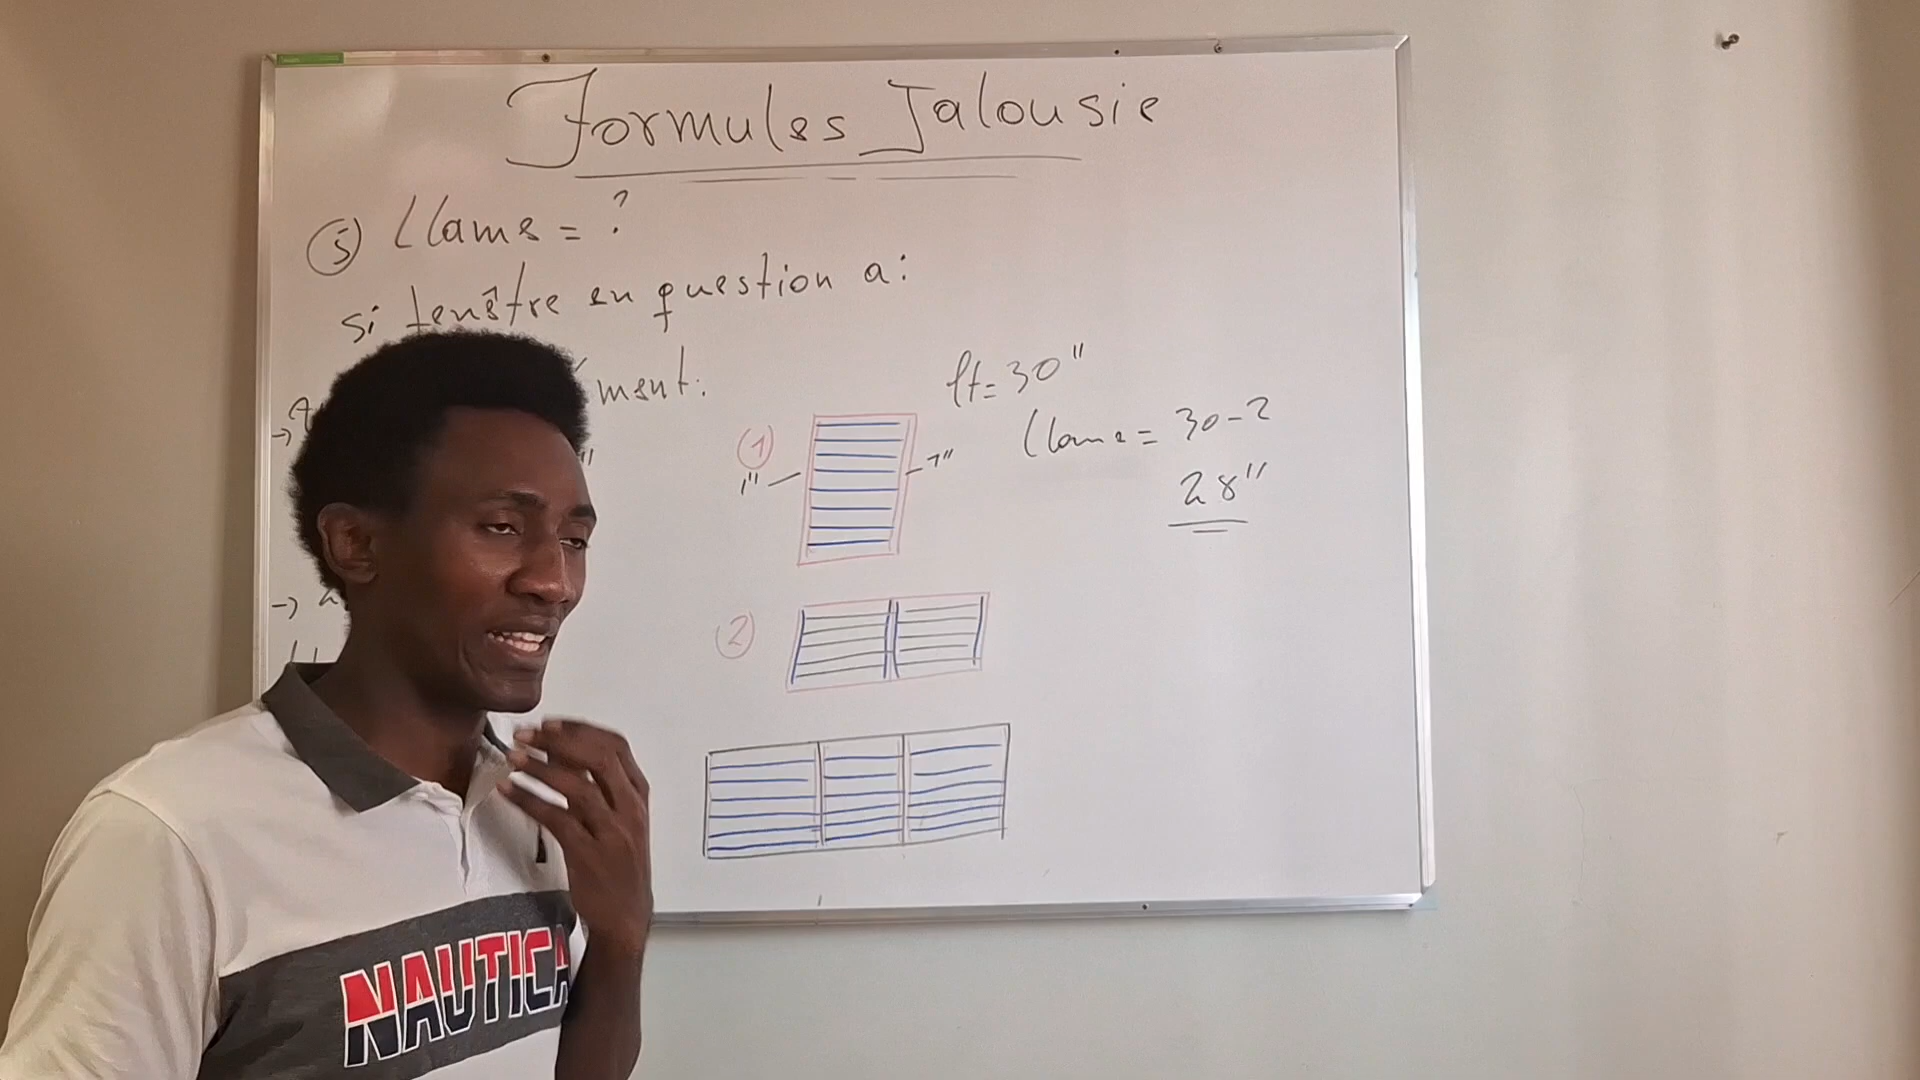 Formules Jalousie
5 Llame = ?
si fenêtre en question a:
ment:
→
lf = 30"
1
1"
1"
Llame = 30-2
28"
→ a
2
NAUTICA